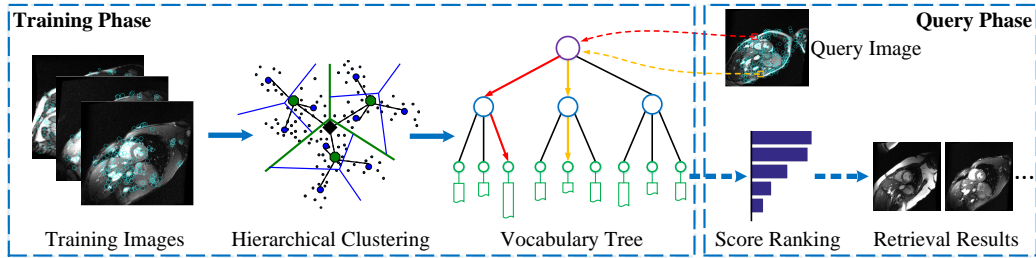 Training Phase
Query Phase
Query Image
Training Images
Hierarchical Clustering
Vocabulary Tree
Score Ranking
Retrieval Results